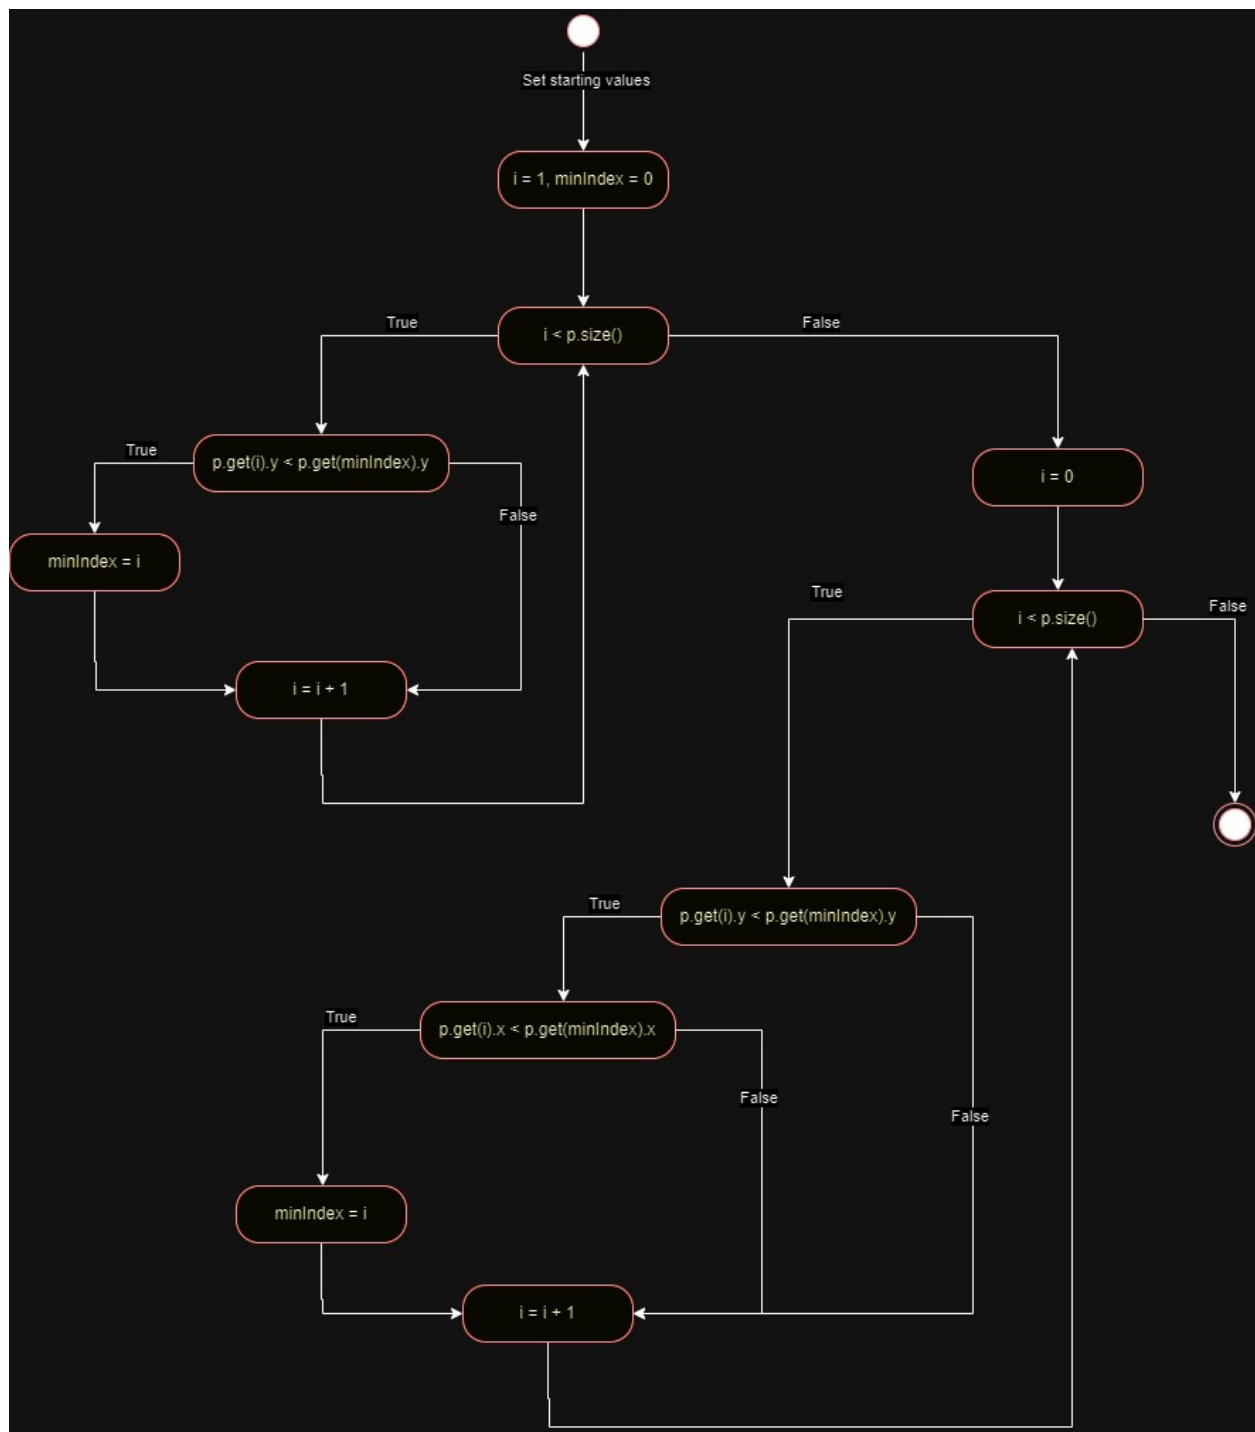 Set starting values
i = 1, minIndex = 0
True
i < p.size()
False
True
p.get(i).y < p.get(minIndex).y
False
i = 0
minIndex = i
True
i < p.size()
False
i = i + 1
True
p.get(i).y < p.get(minIndex).y
True
p.get(i).x < p.get(minIndex).x
False
False
minIndex = i
i = i + 1